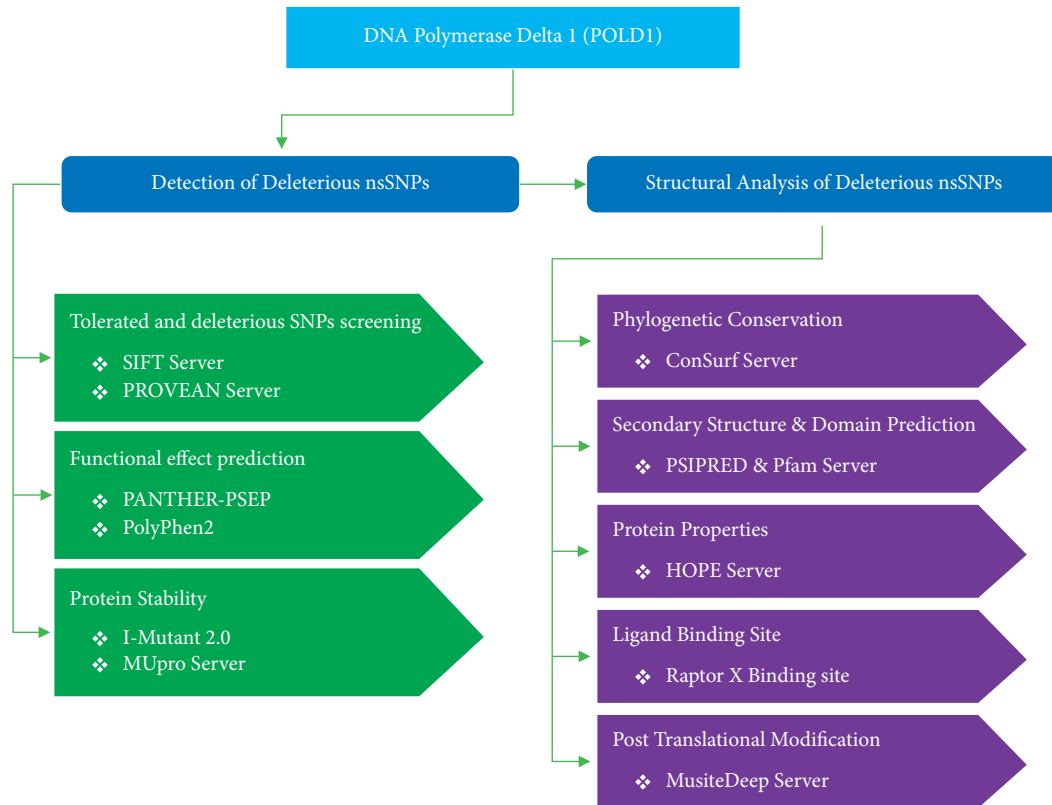 DNA Polymerase Delta 1 (POLD1)
Detection of Deleterious nsSNPs
Structural Analysis of Deleterious nsSNPs
Tolerated and deleterious SNPs screening
❖ SIFT Server
❖ PROVEAN Server
Functional effect prediction
❖ PANTHER-PSEP
❖ PolyPhen2
Protein Stability
❖ I-Mutant 2.0
❖ MUpro Server
Phylogenetic Conservation
❖ ConSurf Server
Secondary Structure & Domain Prediction
❖ PSIPRED & Pfam Server
Protein Properties
❖ HOPE Server
Ligand Binding Site
❖ Raptor X Binding site
Post Translational Modification
❖ MusiteDeep Server